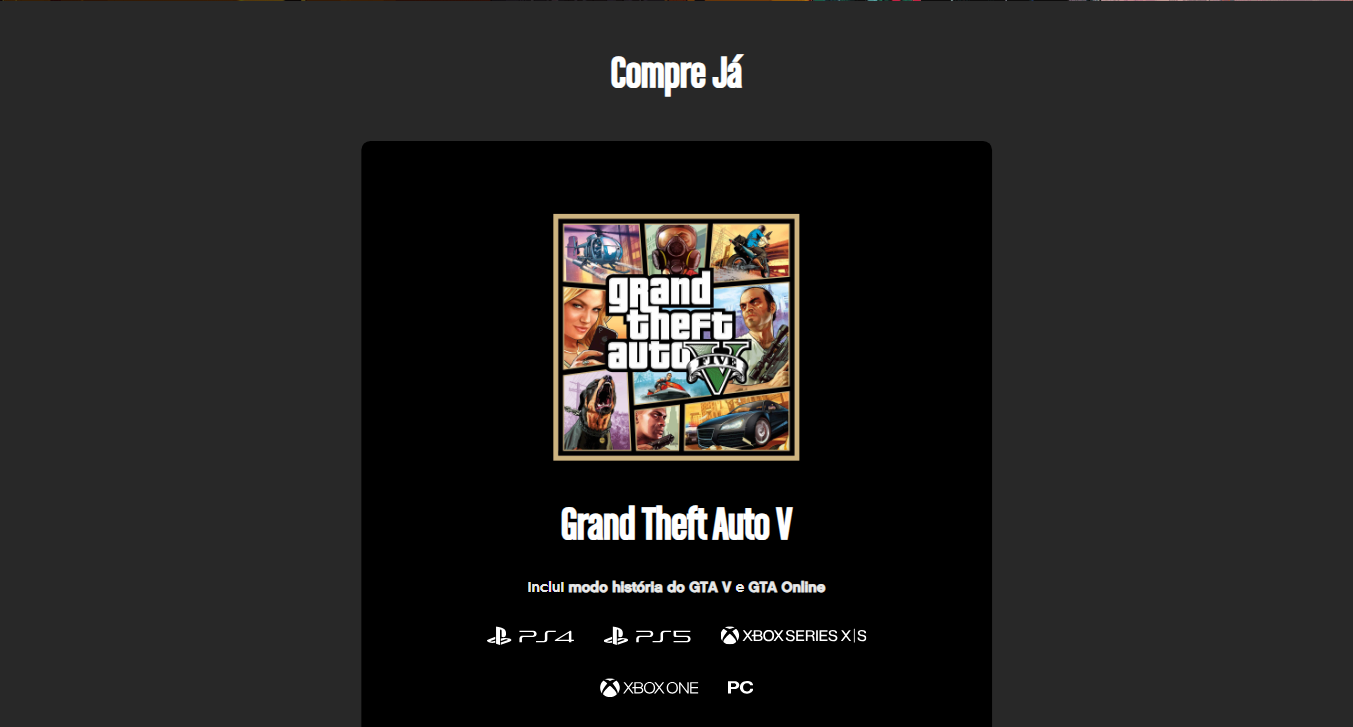 Compre Já
grand
theft
auto V
FIVE
Grand Theft Auto V
Inclui modo história do GTA V e GTA Online
PS4 PS5 XBOX SERIES X|S
XBOX ONE PC